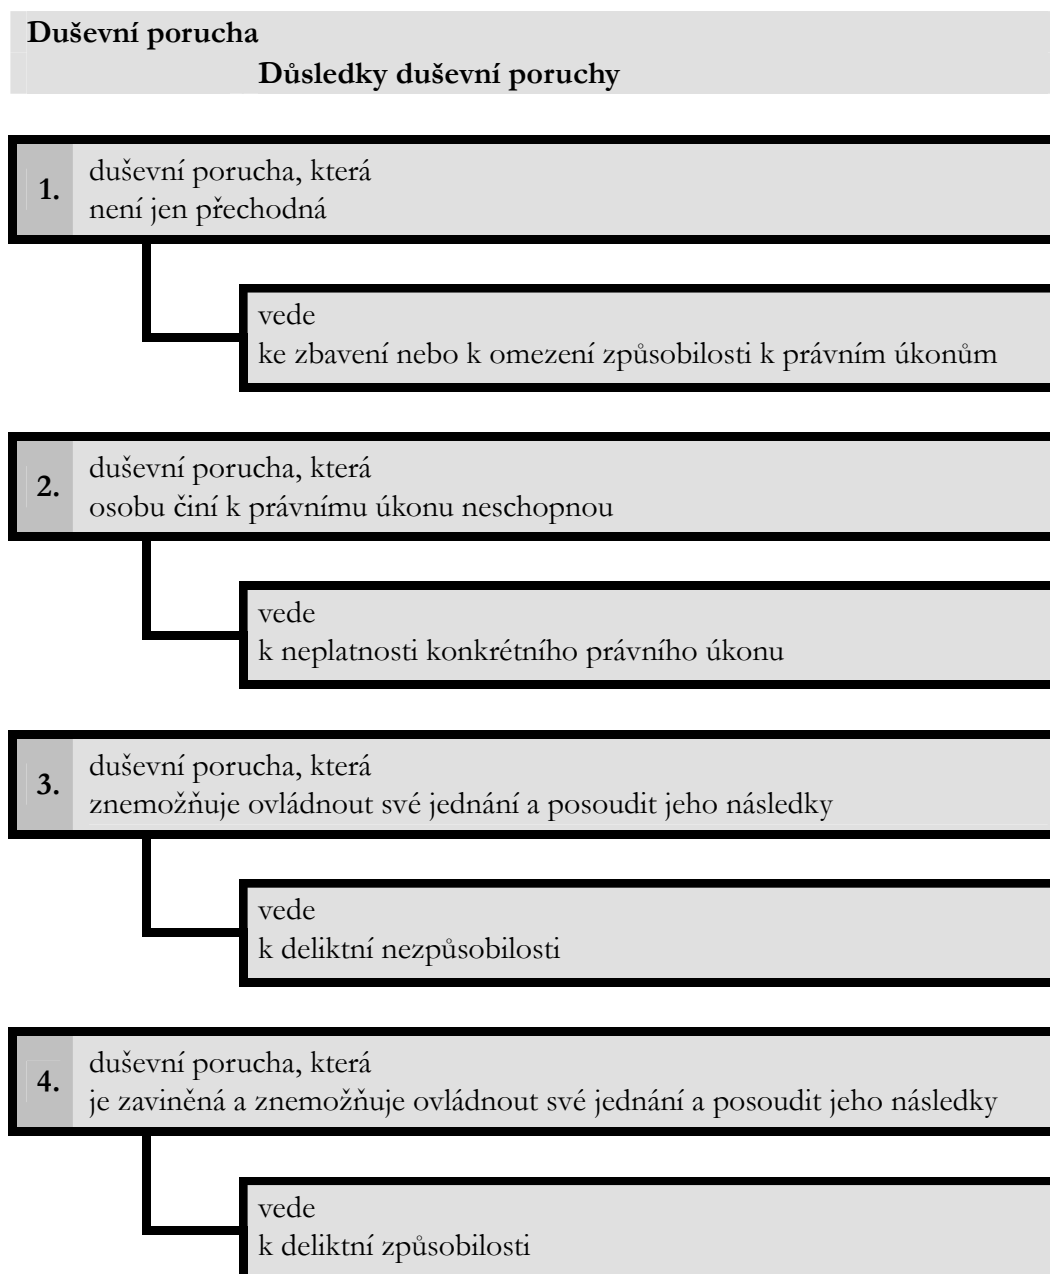 Duševní porucha
Důsledky duševní poruchy
1.
duševní porucha, která
není jen přechodná
vede
ke zbavení nebo k omezení způsobilosti k právním úkonům
2.
duševní porucha, která
osobu činí k právnímu úkonu neschopnou
vede
k neplatnosti konkrétního právního úkonu
3.
duševní porucha, která
znemožňuje ovládnout své jednání a posoudit jeho následky
vede
k deliktní nezpůsobilosti
4.
duševní porucha, která
je zaviněná a znemožňuje ovládnout své jednání a posoudit jeho následky
vede
k deliktní způsobilosti